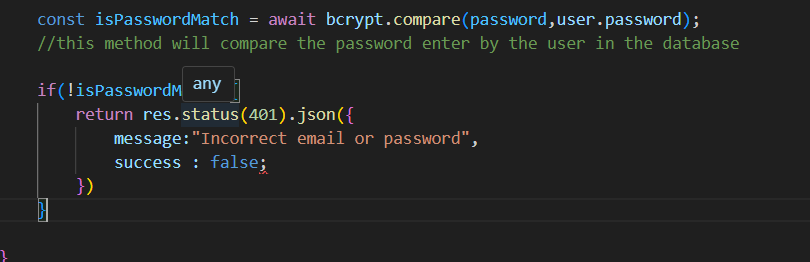 const isPasswordMatch = await bcrypt.compare(password,user.password);
//this method will compare the password enter by the user in the database
any
if(!isPasswordM {
return res.status(401).json({
message:"Incorrect email or password",
success : false;
})
}
}